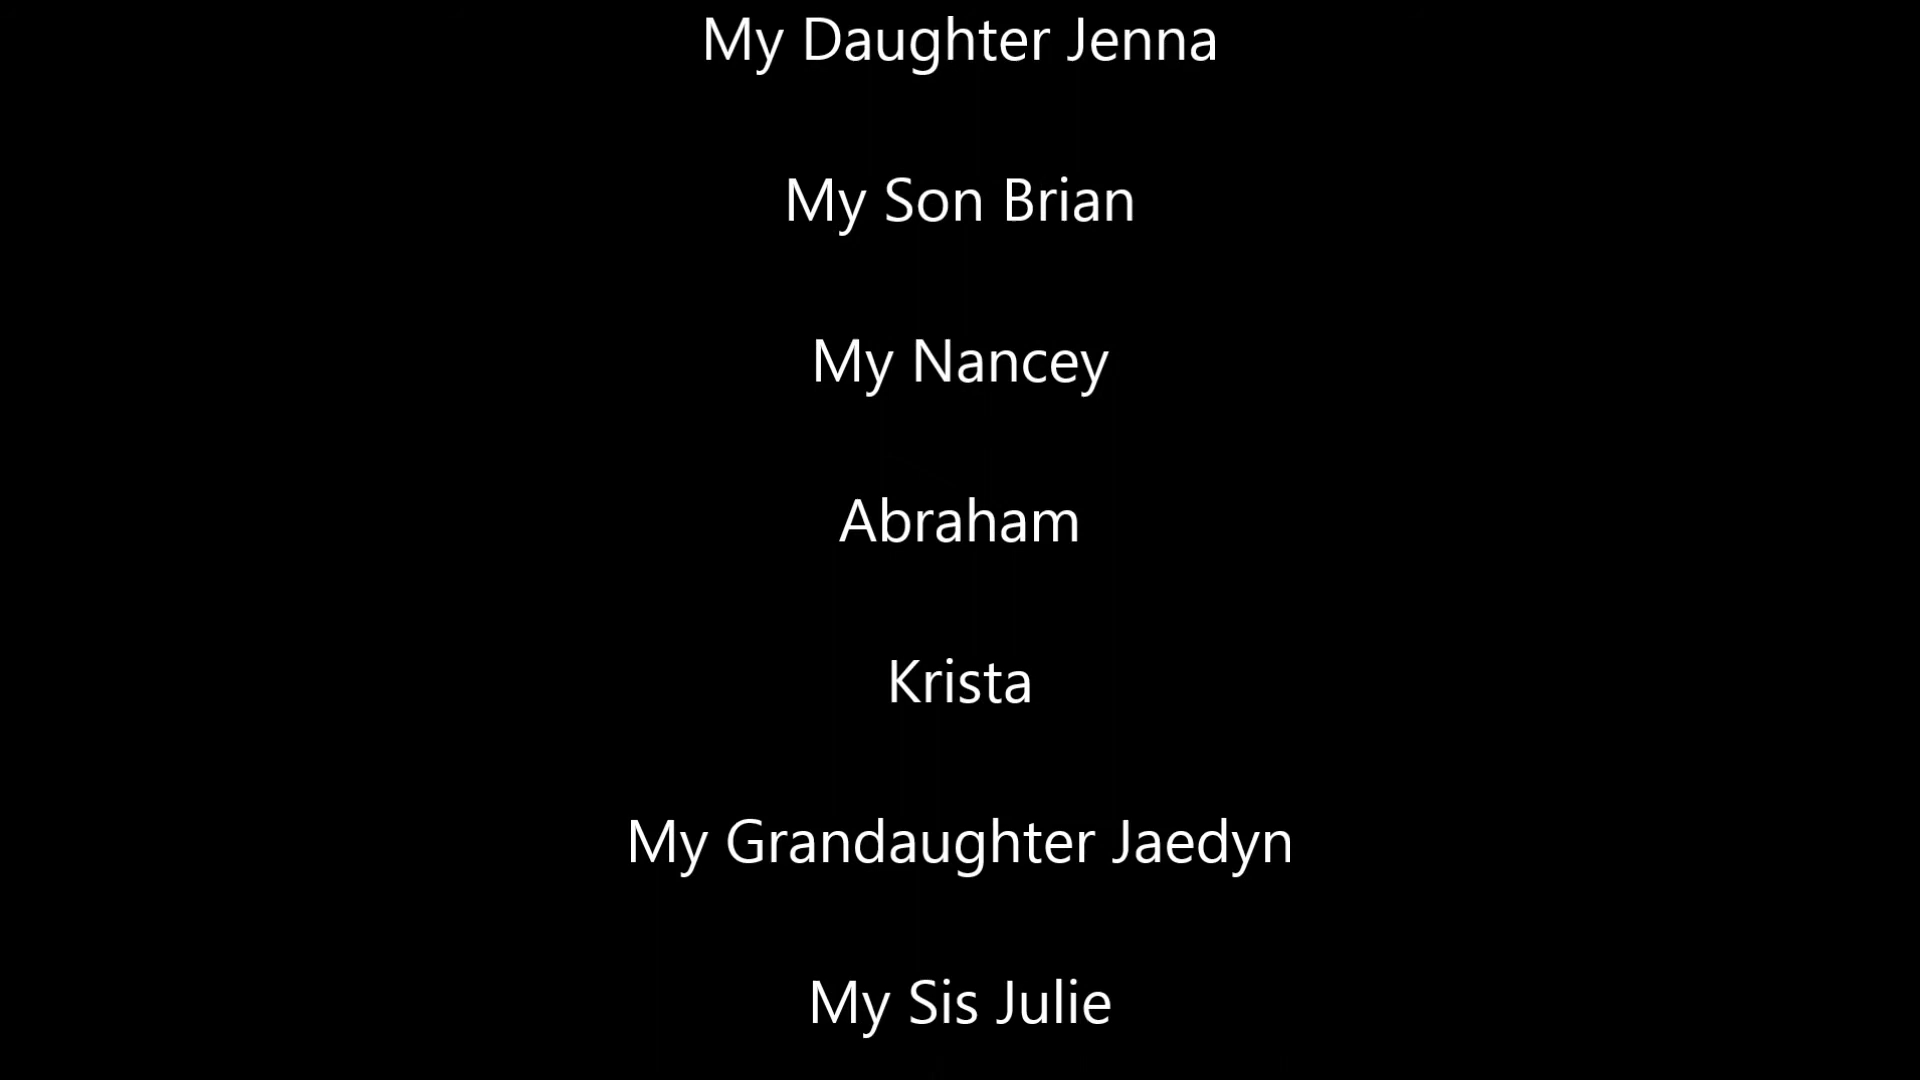 My Daughter Jenna
My Son Brian
My Nancey
Abraham
Krista
My Grandaughter Jaedyn
My Sis Julie